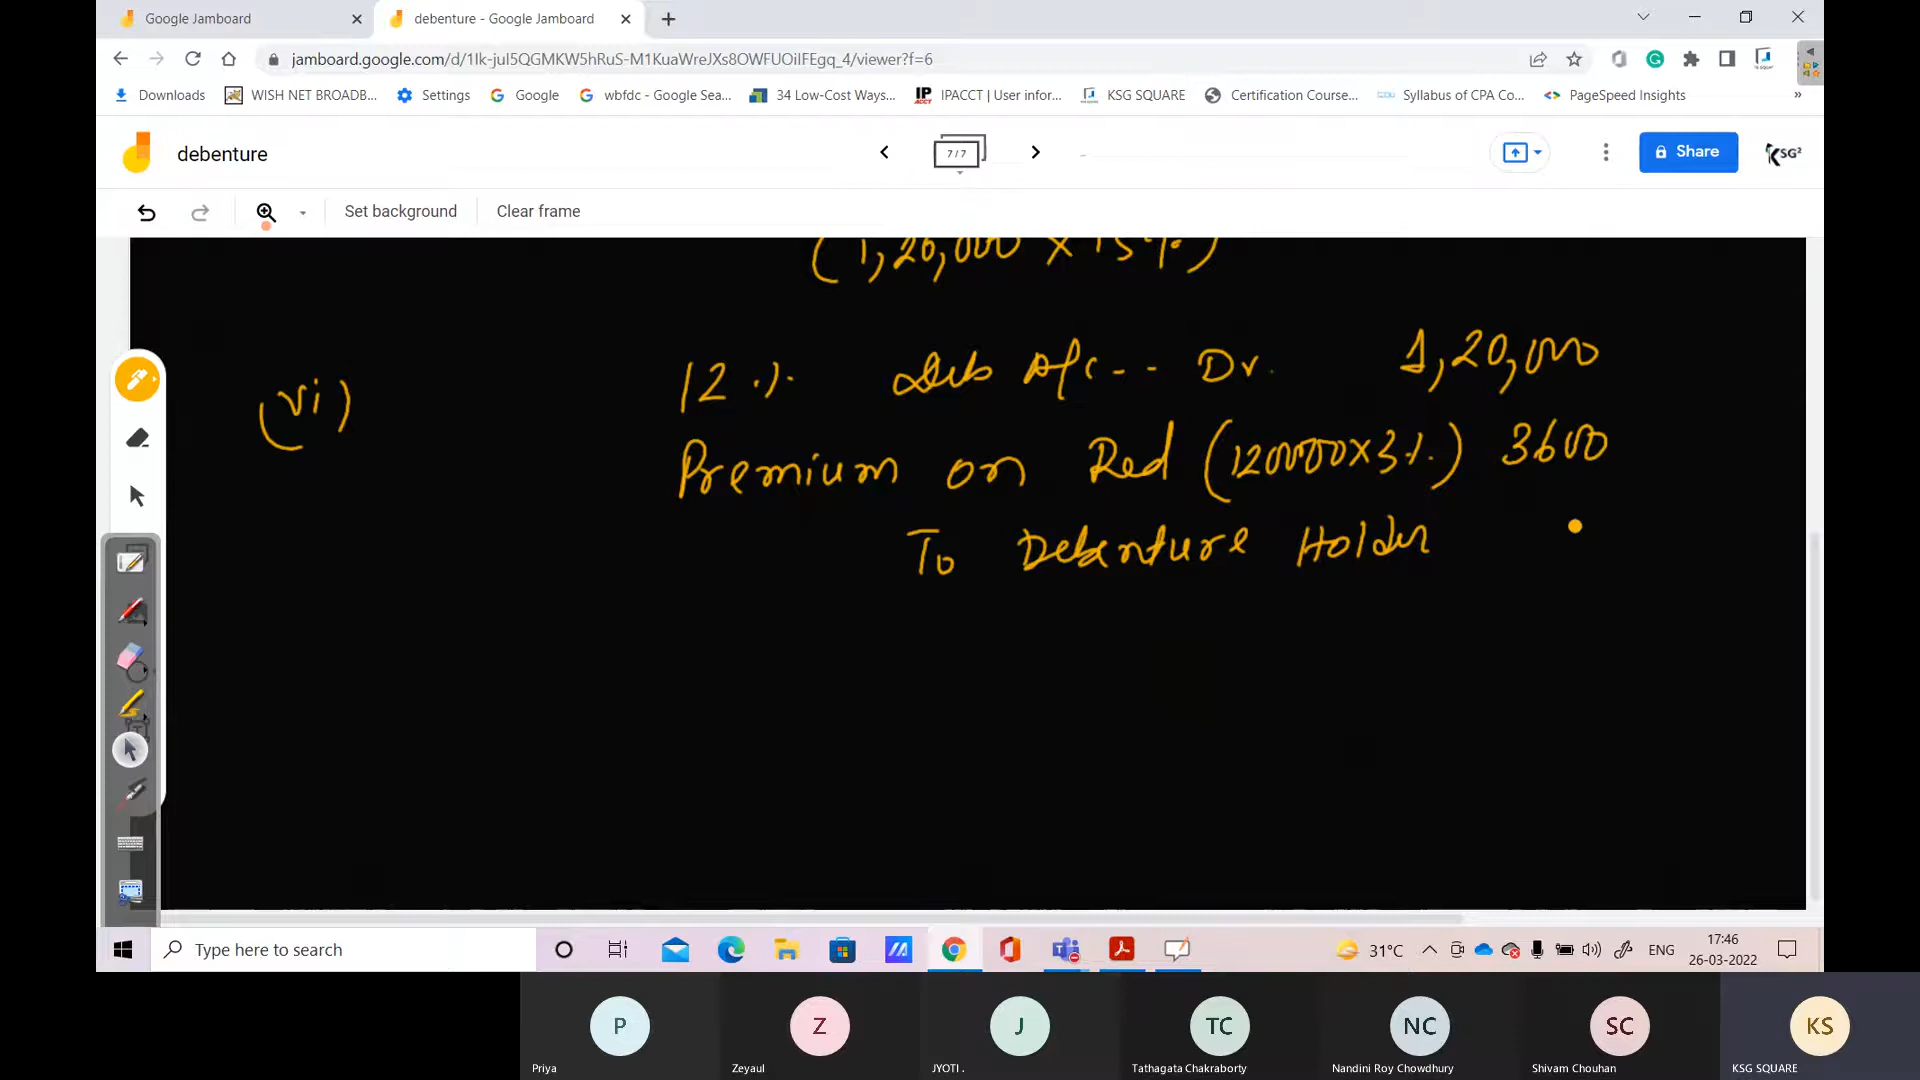 Google Jamboard
debenture - Google Jamboard
jamboard.google.com/d/1Ik-juI5QGMKW5hRuS-M1KuaWreJXs8OWFUOiIFEgq_4/viewer?f=6
Downloads WISH NET BROADB... Settings Google wbfdc - Google Sea... 34 Low-Cost Ways... IPACCT | User infor... KSG SQUARE Certification Course... Syllabus of CPA Co... PageSpeed Insights »
debenture
7 / 7
Share
KSG²
Set background Clear frame
(1,20,000 x 15%)
(vi) 12% Deb A/c -- Dr. 1,20,000
Premium on Red (120000x3%) 3600
To Debenture Holder
Type here to search
31°C ENG
17:46
26-03-2022
P Z J TC NC SC KS
Priya Zeyaul JYOTI . Tathagata Chakraborty Nandini Roy Chowdhury Shivam Chouhan KSG SQUARE